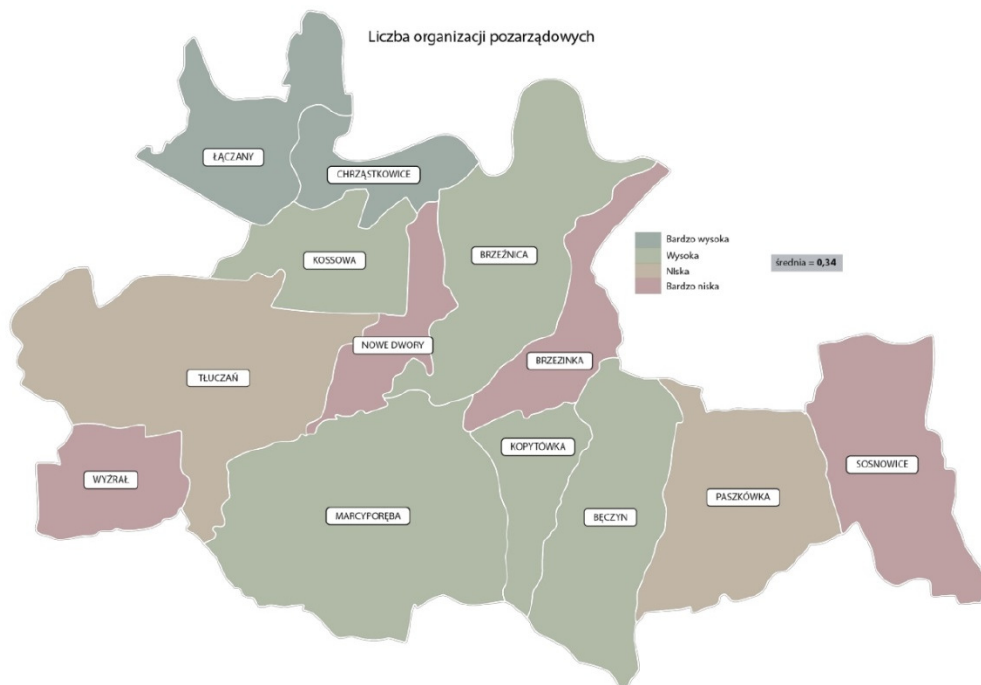 Liczba organizacji pozarządowych
ŁĄCZANY
CHRZĄSTKOWICE
KOSSOWA
BRZEŹNICA
Bardzo wysoka
Wysoka
Niska
Bardzo niska
średnia = 0,34
NOWE DWORY
BRZEZINKA
TŁUCZAŃ
KOPYTÓWKA
WYŹRAŁ
SOSNOWICE
PASZKÓWKA
MARCYPORĘBA
BĘCZYN